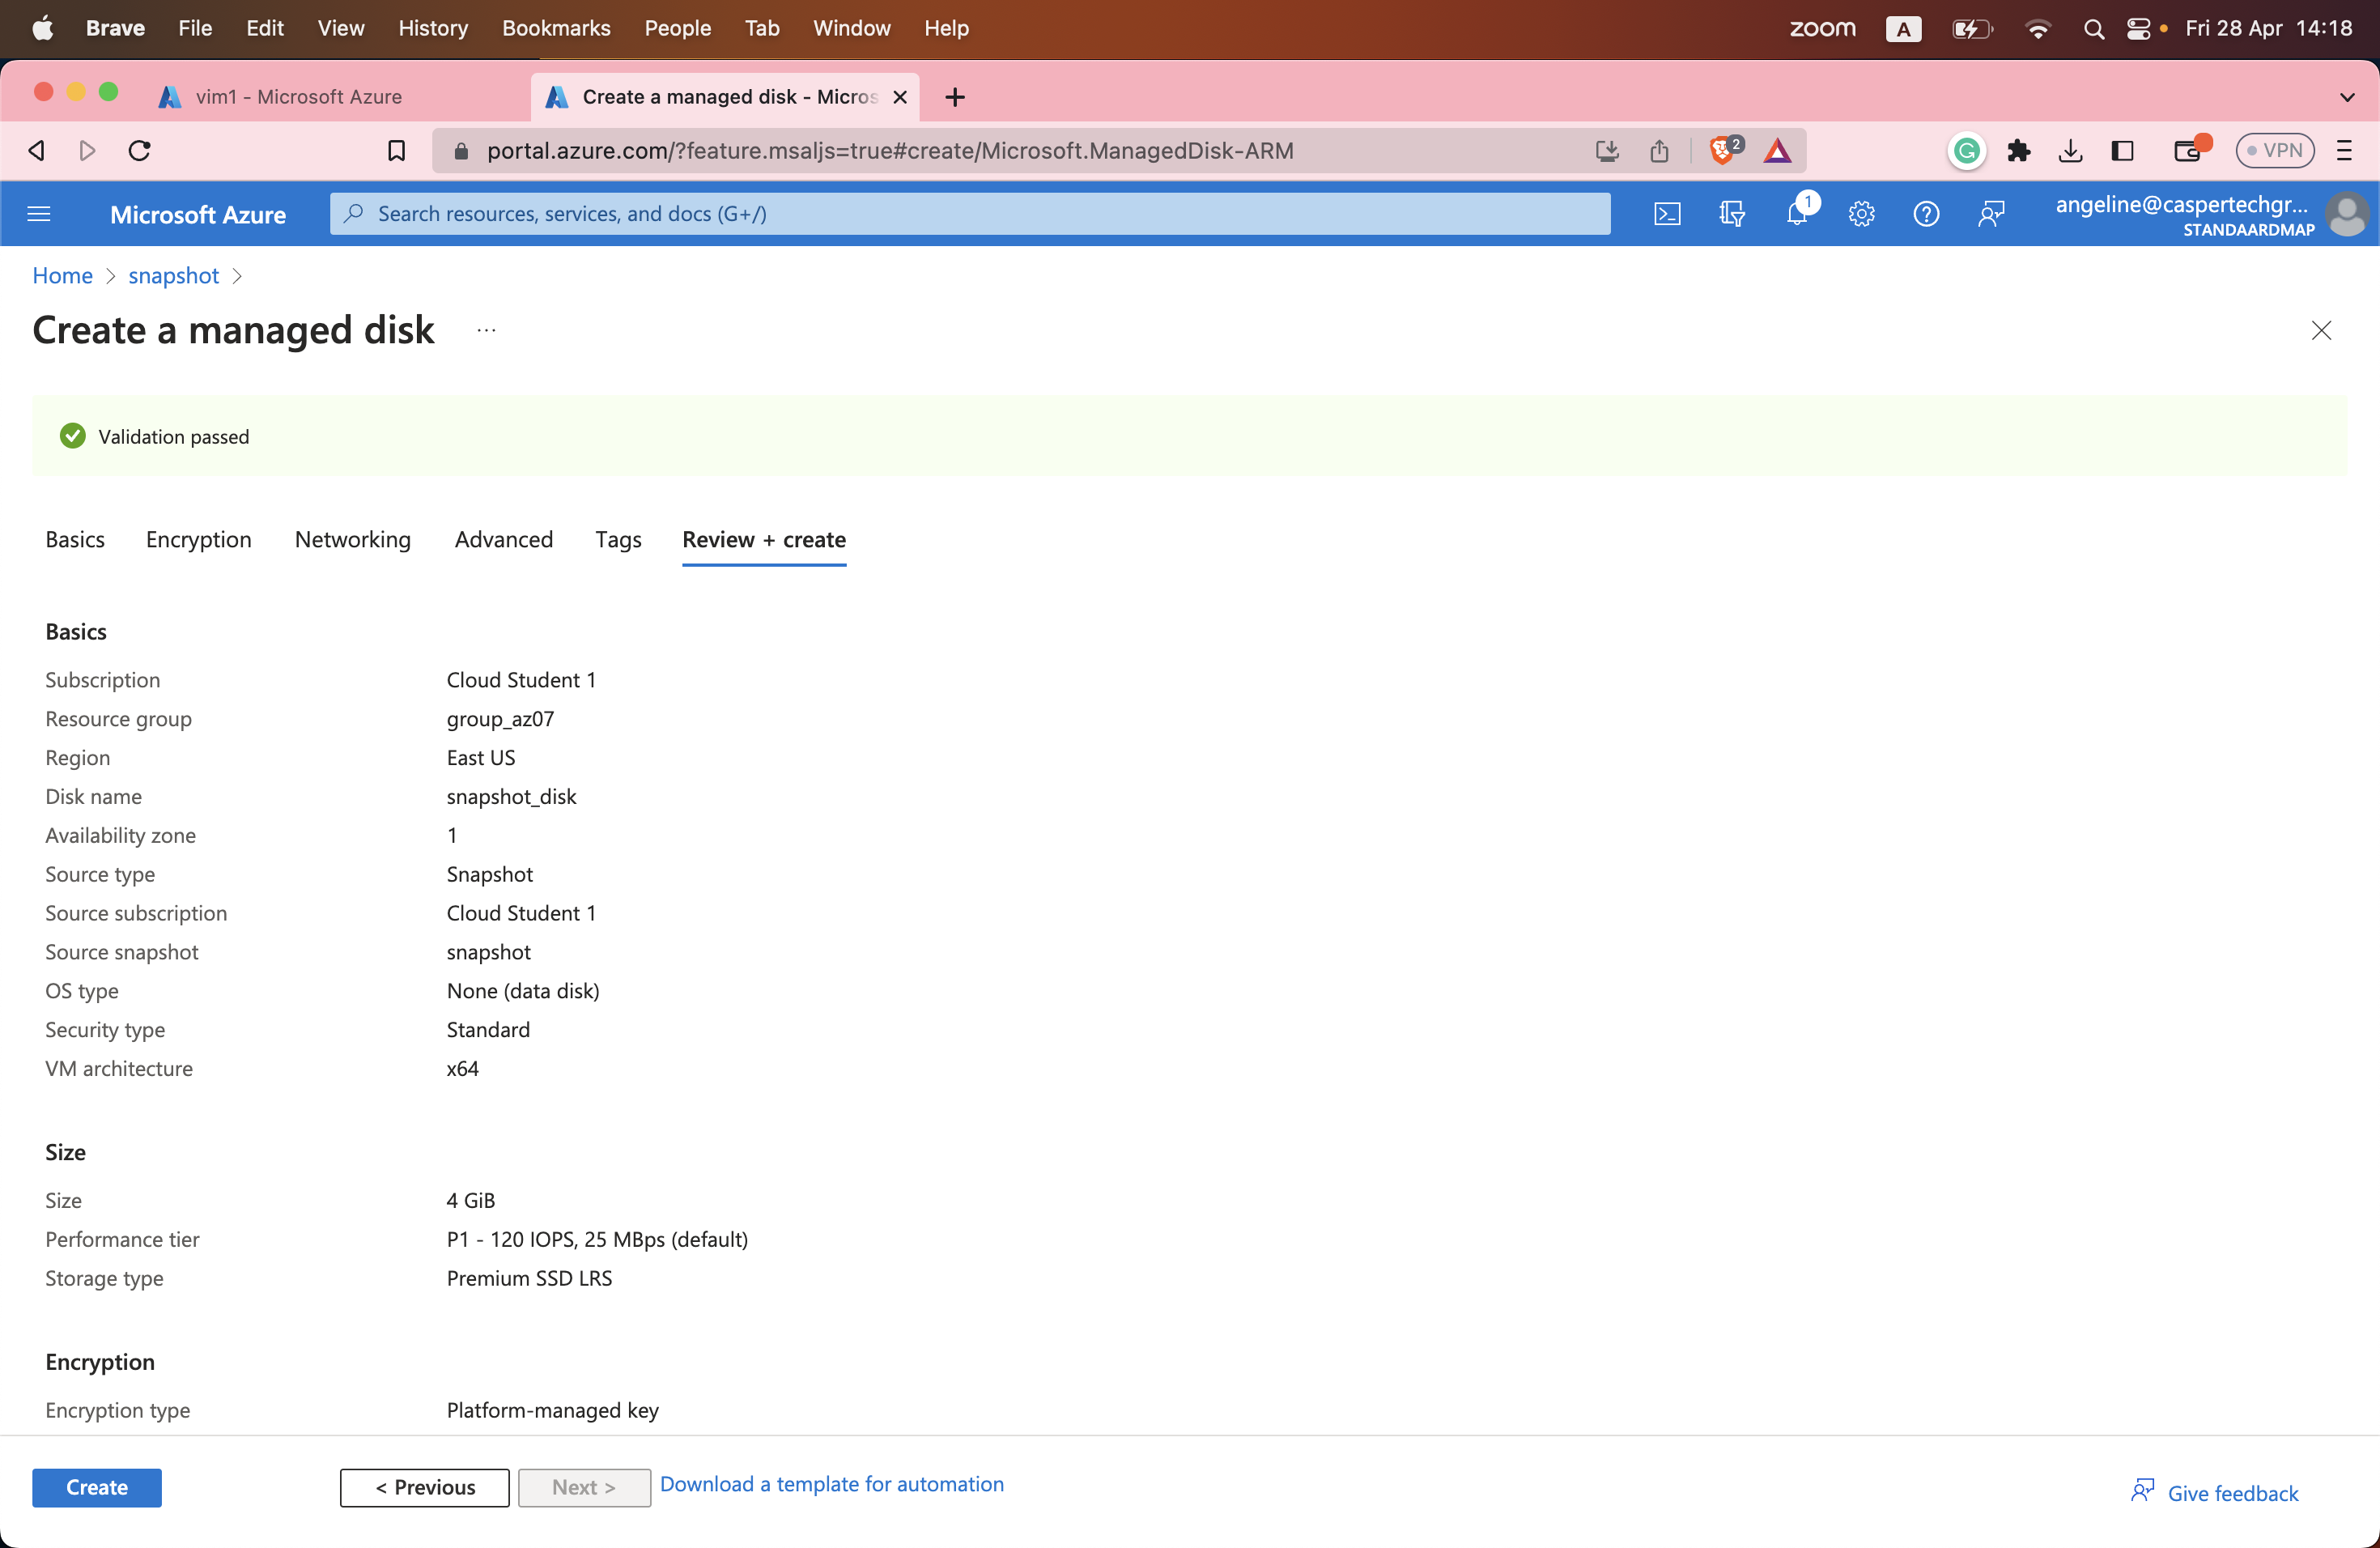 Brave File Edit View History Bookmarks People Tab Window Help zoom A Fri 28 Apr 14:18
vim1 - Microsoft Azure Create a managed disk - Micros
portal.azure.com/?feature.msaljs=true#create/Microsoft.ManagedDisk-ARM 2 G VPN
Microsoft Azure Search resources, services, and docs (G+/) 1 angeline@caspertechgr...
STANDAARDMAP
Home > snapshot >
Create a managed disk ...
Validation passed
Basics Encryption Networking Advanced Tags Review + create
Basics
Subscription Cloud Student 1
Resource group group_az07
Region East US
Disk name snapshot_disk
Availability zone 1
Source type Snapshot
Source subscription Cloud Student 1
Source snapshot snapshot
OS type None (data disk)
Security type Standard
VM architecture x64
Size
Size 4 GiB
Performance tier P1 - 120 IOPS, 25 MBps (default)
Storage type Premium SSD LRS
Encryption
Encryption type Platform-managed key
Create < Previous Next > Download a template for automation Give feedback